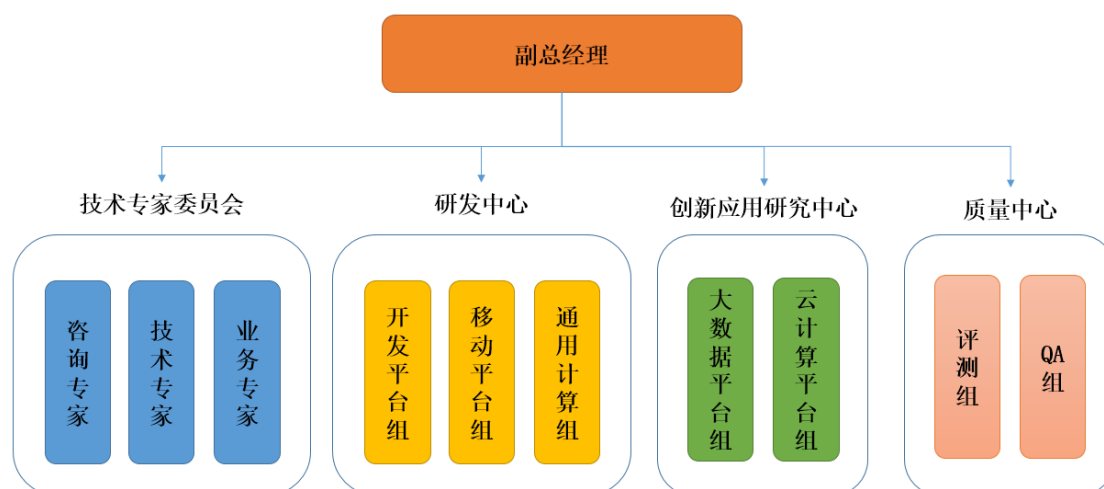 副总经理
技术专家委员会
研发中心
创新应用研究中心
质量中心
咨询专家
技术专家
业务专家
开发平台组
移动平台组
通用计算组
大数据平台组
云计算平台组
评测组
QA组